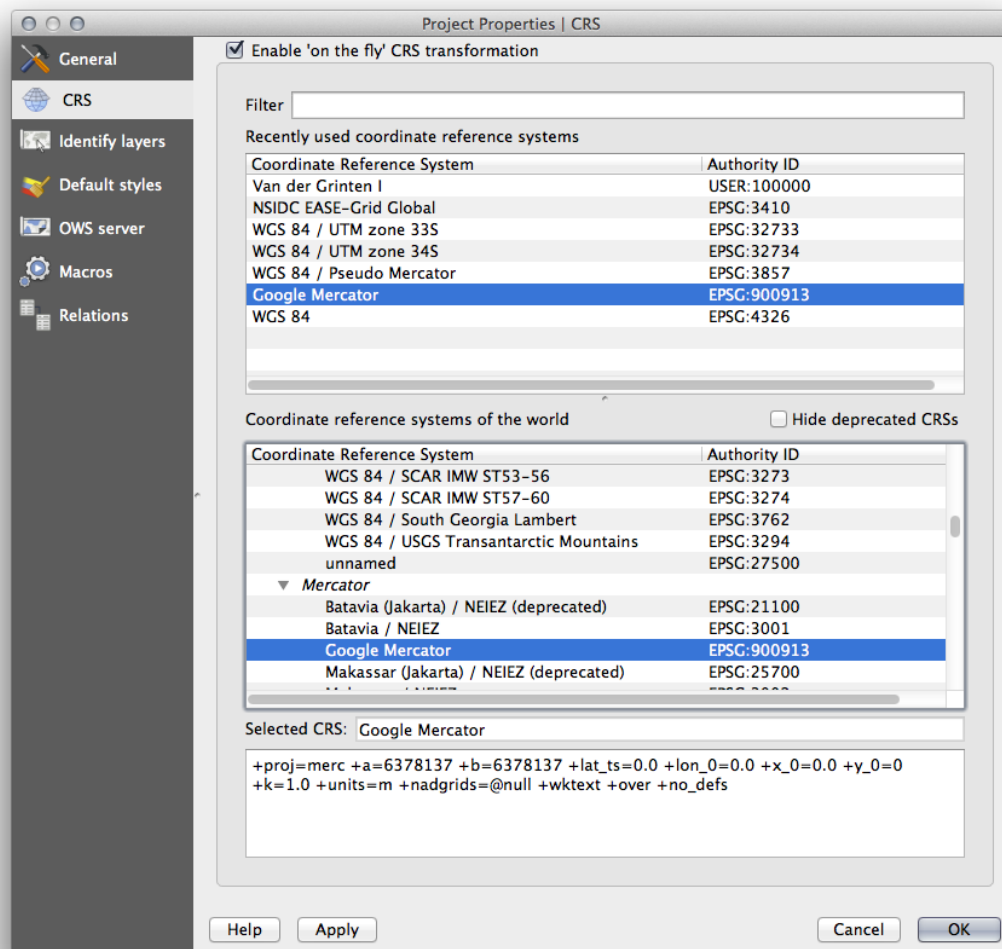 Project Properties | CRS
General
CRS
Identify layers
Default styles
OWS server
Macros
Relations
Enable 'on the fly' CRS transformation
Filter
Recently used coordinate reference systems
Coordinate Reference System Authority ID
Van der Grinten I USER:100000
NSIDC EASE-Grid Global EPSG:3410
WGS 84 / UTM zone 33S EPSG:32733
WGS 84 / UTM zone 34S EPSG:32734
WGS 84 / Pseudo Mercator EPSG:3857
Google Mercator EPSG:900913
WGS 84 EPSG:4326
Coordinate reference systems of the world Hide deprecated CRSs
Coordinate Reference System Authority ID
WGS 84 / SCAR IMW ST53-56 EPSG:3273
WGS 84 / SCAR IMW ST57-60 EPSG:3274
WGS 84 / South Georgia Lambert EPSG:3762
WGS 84 / USGS Transantarctic Mountains EPSG:3294
unnamed EPSG:27500
Mercator
Batavia (Jakarta) / NEIEZ (deprecated) EPSG:21100
Batavia / NEIEZ EPSG:3001
Google Mercator EPSG:900913
Makassar (Jakarta) / NEIEZ (deprecated) EPSG:25700
Selected CRS: Google Mercator
+proj=merc +a=6378137 +b=6378137 +lat_ts=0.0 +lon_0=0.0 +x_0=0.0 +y_0=0
+k=1.0 +units=m +nadgrids=@null +wktext +over +no_defs
Help Apply Cancel OK